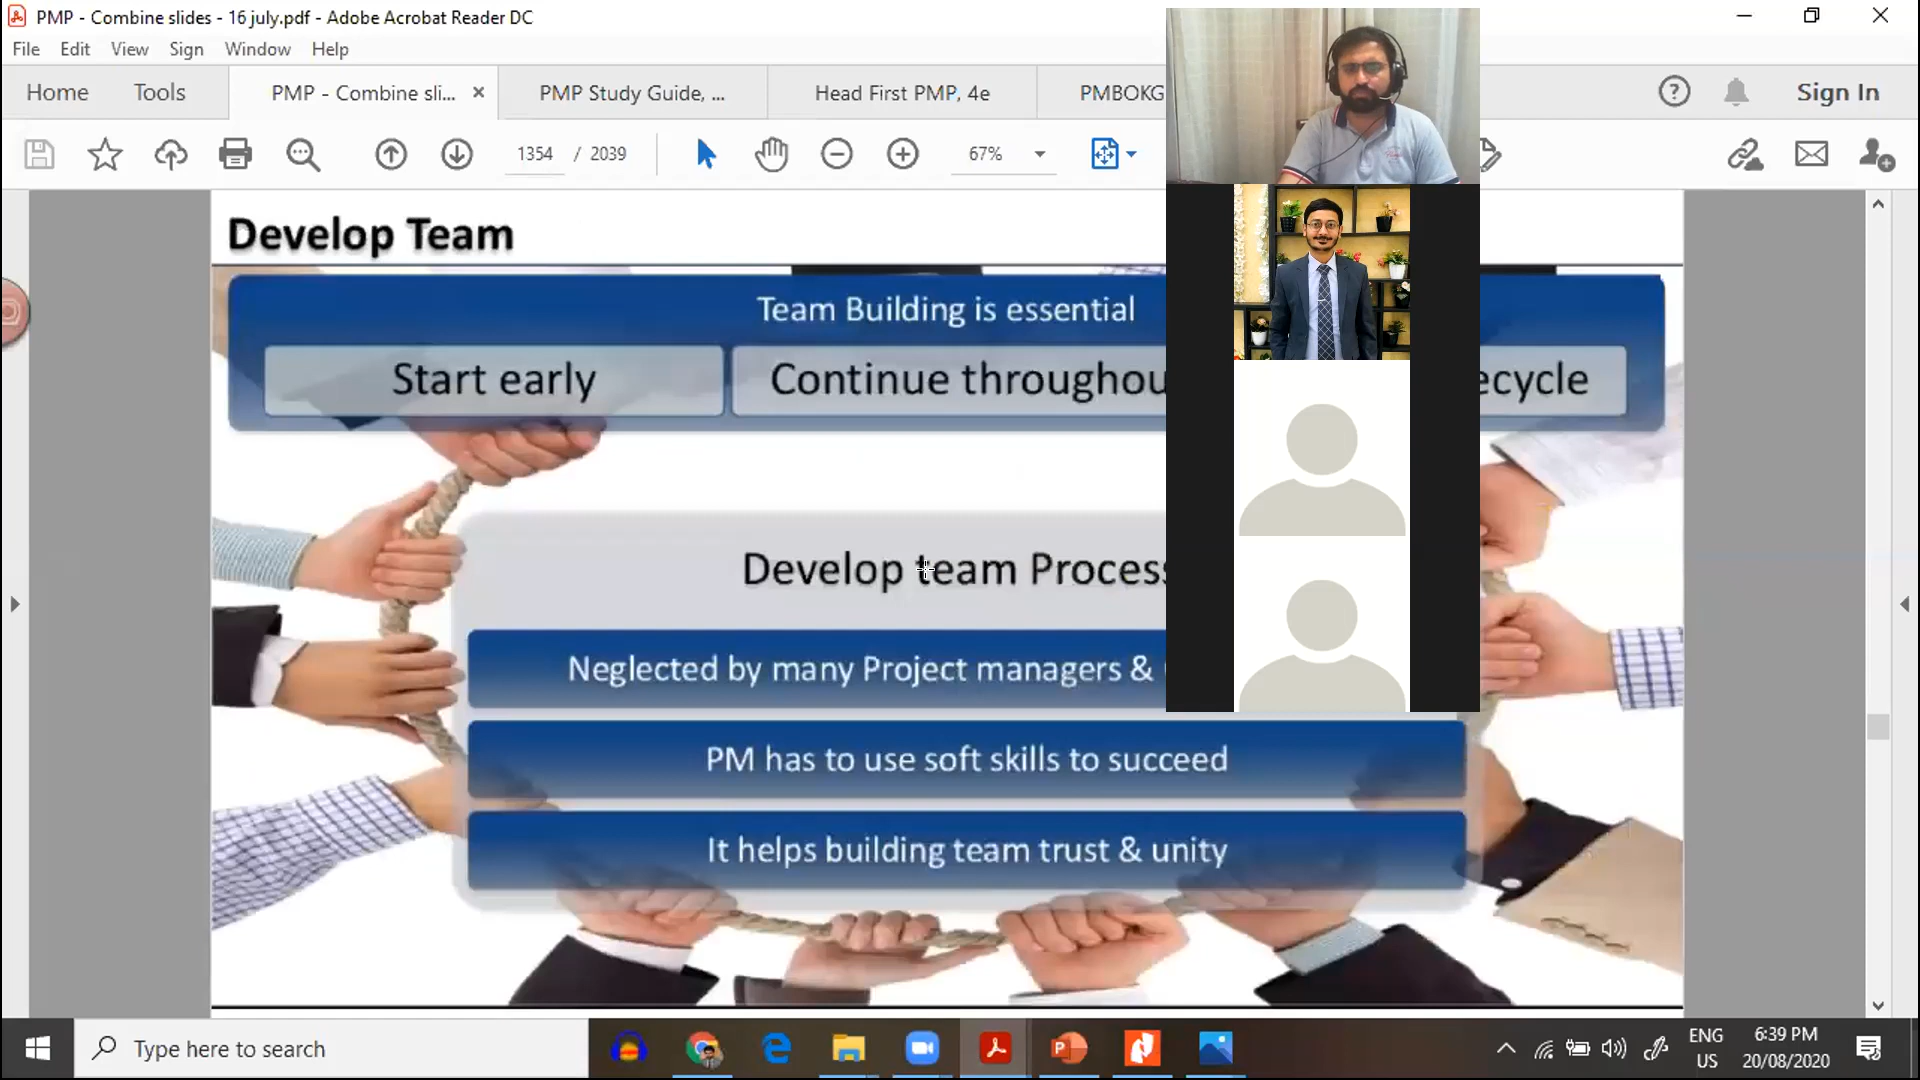 PMP - Combine slides - 16 july.pdf - Adobe Acrobat Reader DC
File Edit View Sign Window Help
Home Tools PMP - Combine sli... PMP Study Guide, ... Head First PMP, 4e PMBOKG Sign In
1354 / 2039 67%
Develop Team
Team Building is essential
Start early Continue throughou ecycle
Develop team Process
Neglected by many Project managers &
PM has to use soft skills to succeed
It helps building team trust & unity
Type here to search
ENG 6:39 PM
US 20/08/2020